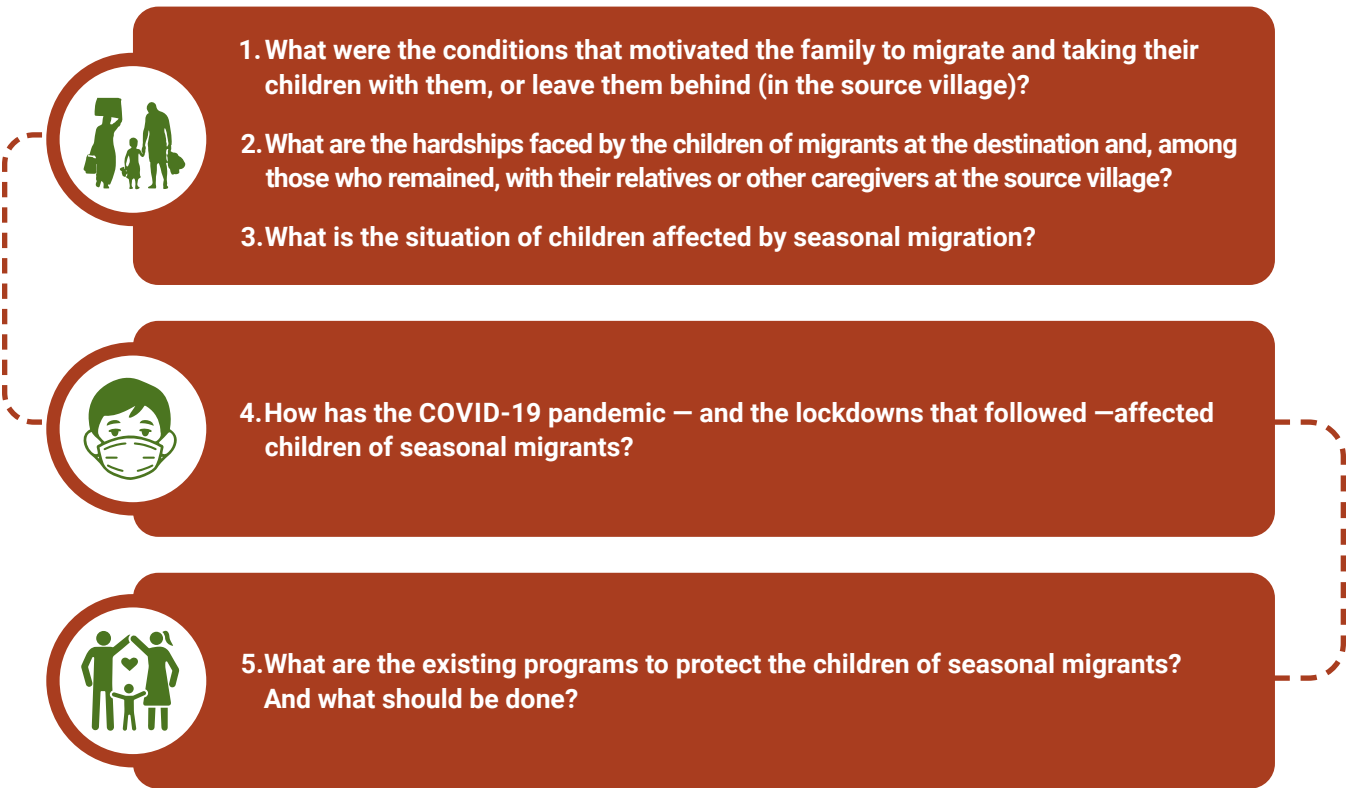 1. What were the conditions that motivated the family to migrate and taking their
children with them, or leave them behind (in the source village)?
2. What are the hardships faced by the children of migrants at the destination and, among
those who remained, with their relatives or other caregivers at the source village?
3. What is the situation of children affected by seasonal migration?
4. How has the COVID-19 pandemic — and the lockdowns that followed —affected
children of seasonal migrants?
5. What are the existing programs to protect the children of seasonal migrants?
And what should be done?